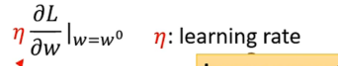 η ∂L/∂w |w=w⁰ η: learning rate